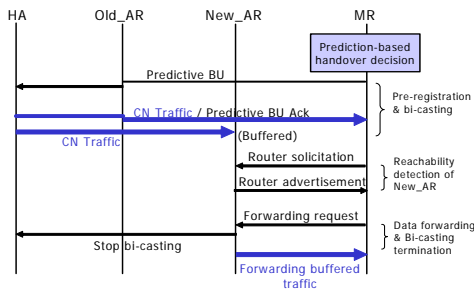 HA Old_AR New_AR MR
Prediction-based
handover decision
Predictive BU
CN Traffic / Predictive BU Ack
Pre-registration
& bi-casting
CN Traffic
(Buffered)
Router solicitation
Router advertisement
Reachability
detection of
New_AR
Forwarding request
Stop bi-casting
Data forwarding
& Bi-casting
termination
Forwarding buffered
traffic